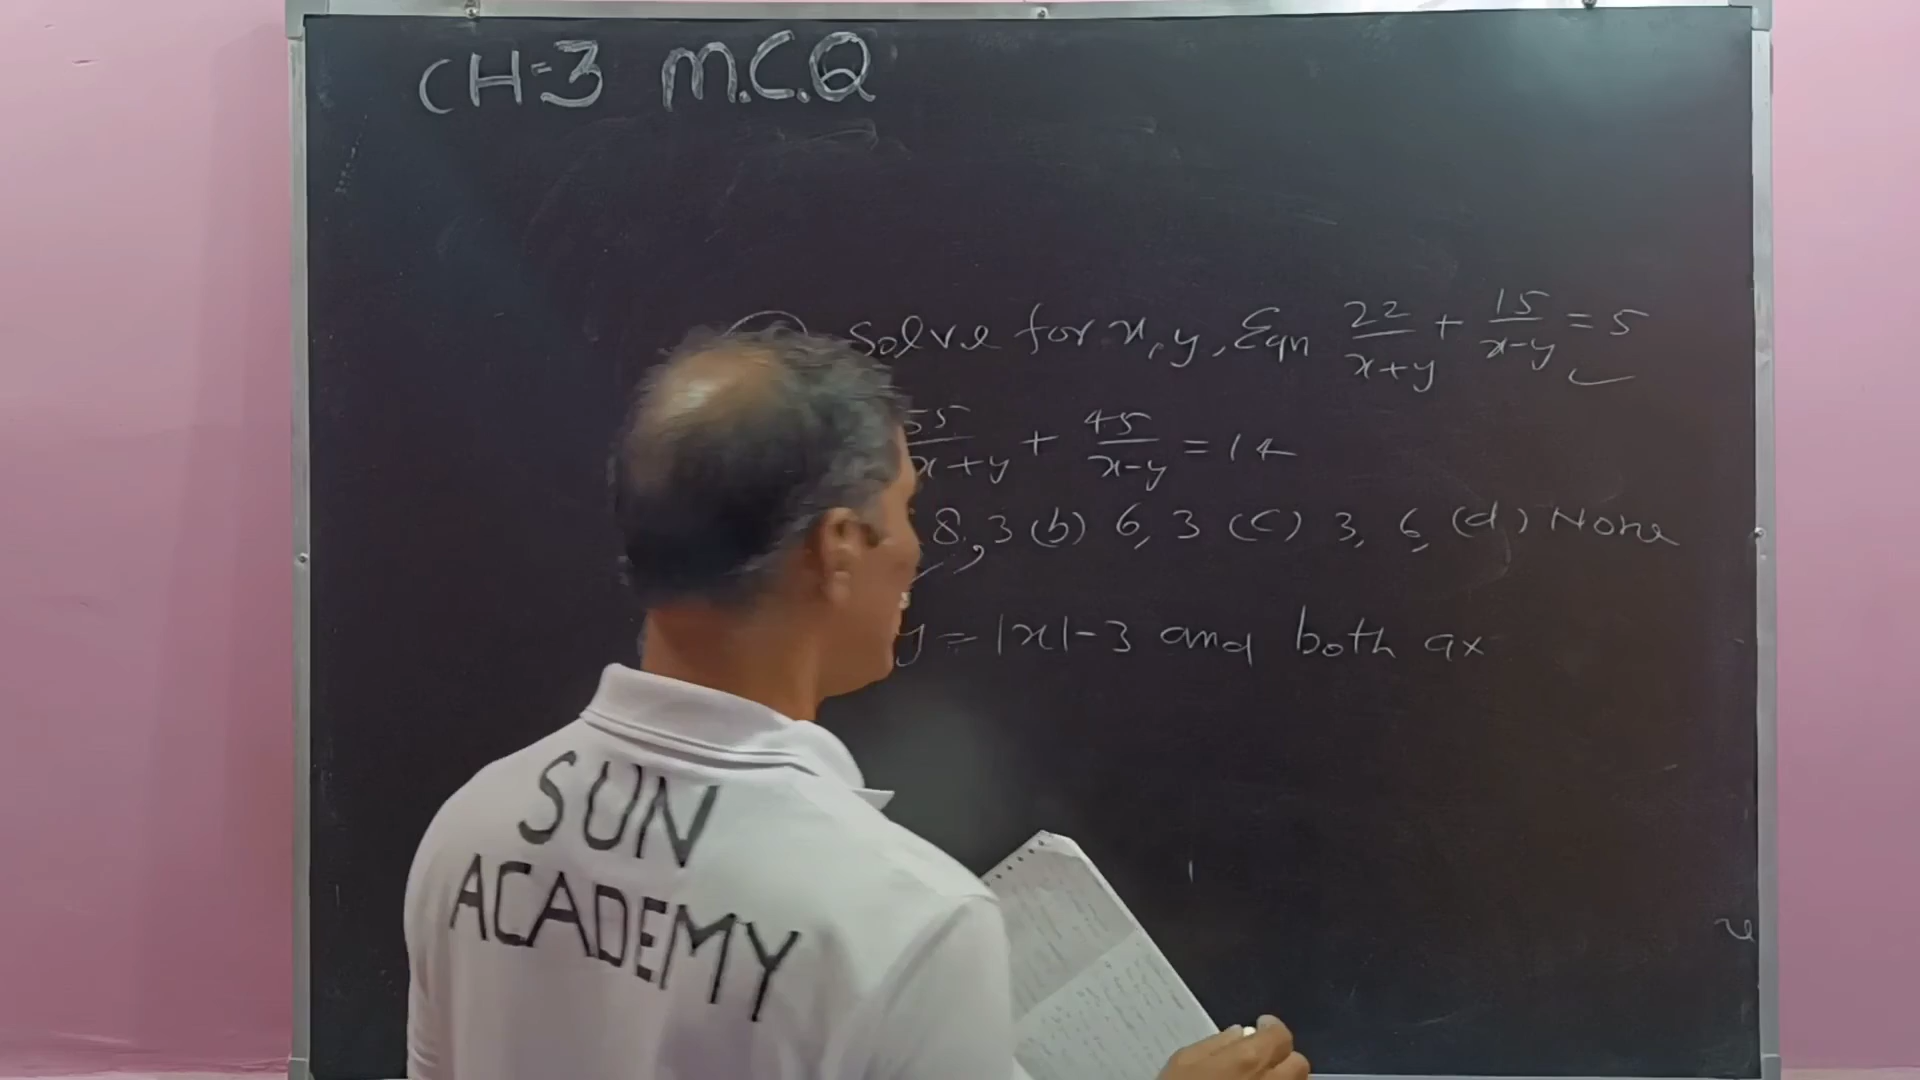 CH=3 M.C.Q
Solve for x, y, Eqn 22/x+y + 15/x-y = 5
55/x+y + 45/x-y = 14
8, 3 (b) 6, 3 (c) 3, 6, (d) None
y = |x|-3 and both ax
SUN
ACADEMY